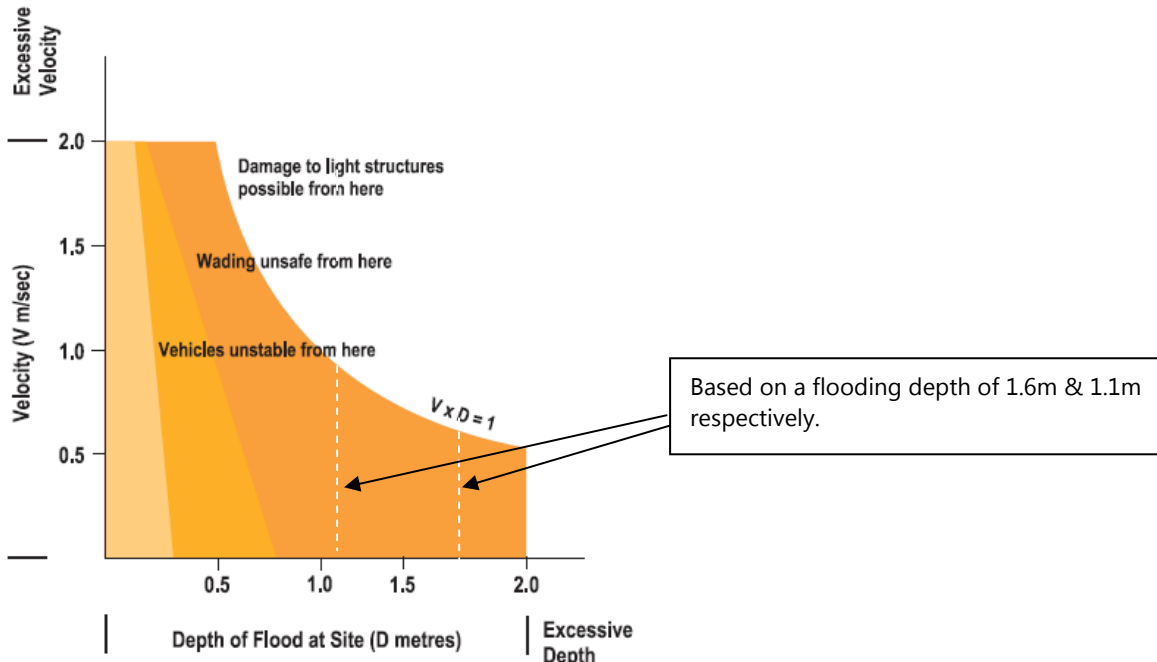 Excessive
Velocity
2.0
1.5
1.0
0.5
Velocity (V m/sec)
Damage to light structures
possible from here
Wading unsafe from here
Vehicles unstable from here
V x D = 1
Based on a flooding depth of 1.6m & 1.1m
respectively.
0.5
1.0
1.5
2.0
Depth of Flood at Site (D metres)
Excessive
Depth